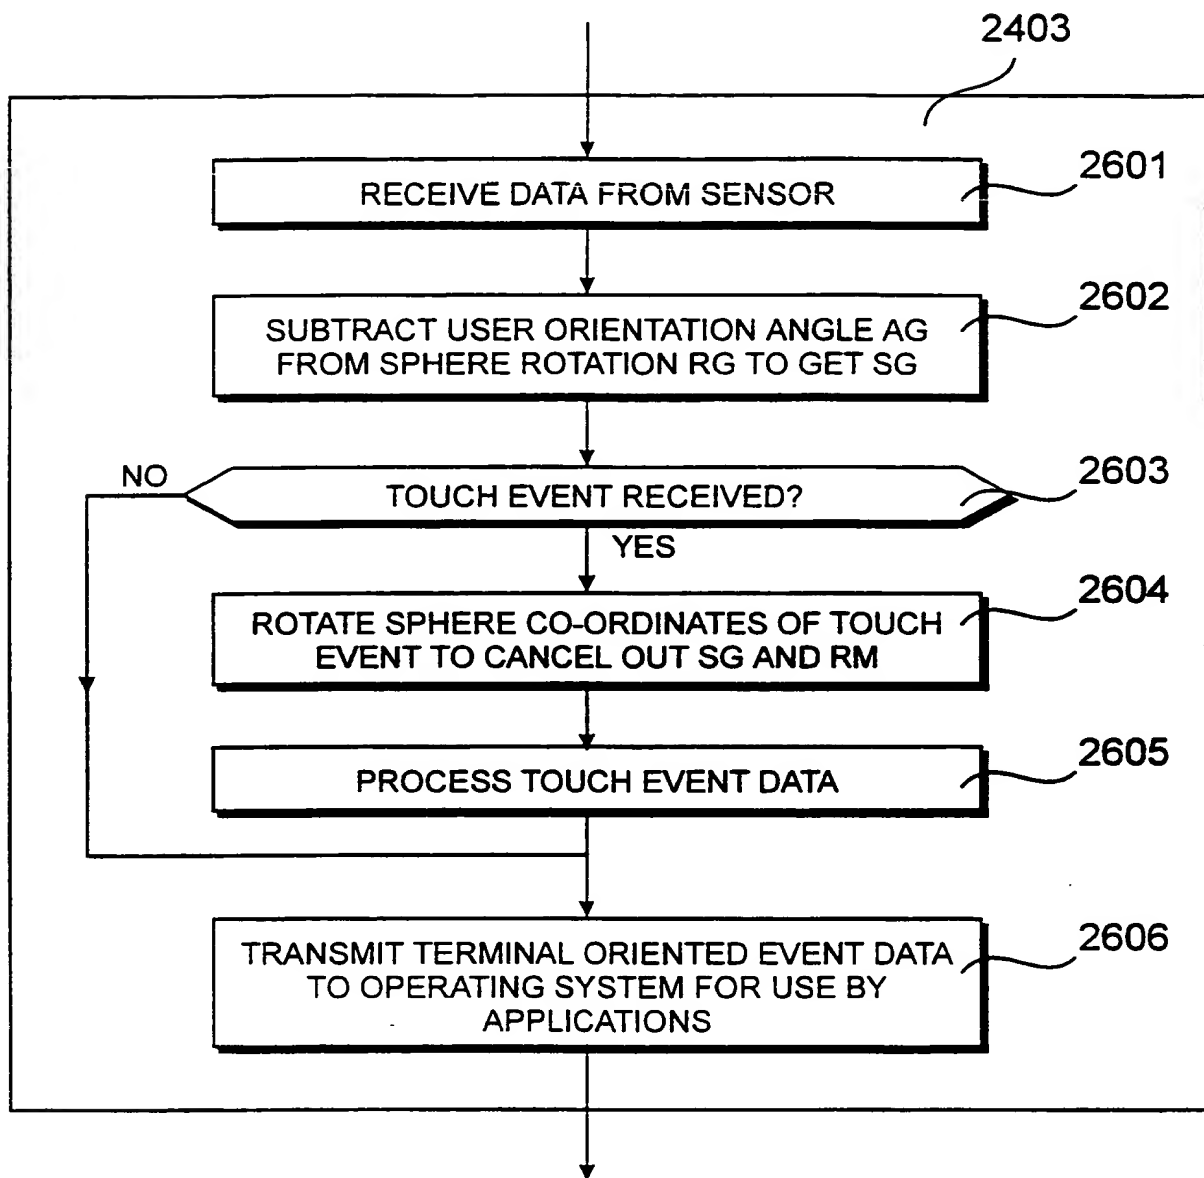 2403
RECEIVE DATA FROM SENSOR
2601
SUBTRACT USER ORIENTATION ANGLE AG
FROM SPHERE ROTATION RG TO GET SG
2602
NO
TOUCH EVENT RECEIVED?
2603
YES
ROTATE SPHERE CO-ORDINATES OF TOUCH
EVENT TO CANCEL OUT SG AND RM
2604
PROCESS TOUCH EVENT DATA
2605
TRANSMIT TERMINAL ORIENTED EVENT DATA
TO OPERATING SYSTEM FOR USE BY
APPLICATIONS
2606